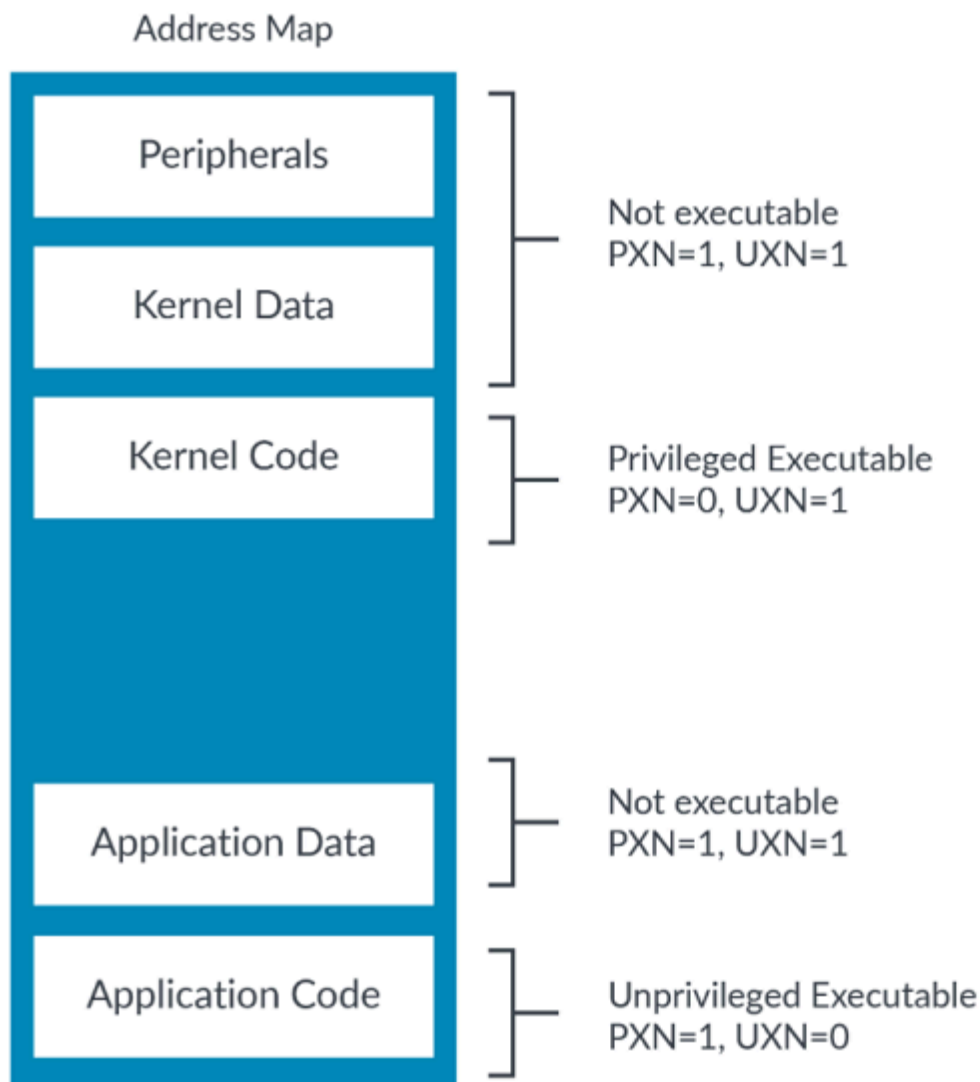 Address Map
Peripherals
Kernel Data
Not executable
PXN=1, UXN=1
Kernel Code
Privileged Executable
PXN=0, UXN=1
Application Data
Not executable
PXN=1, UXN=1
Application Code
Unprivileged Executable
PXN=1, UXN=0